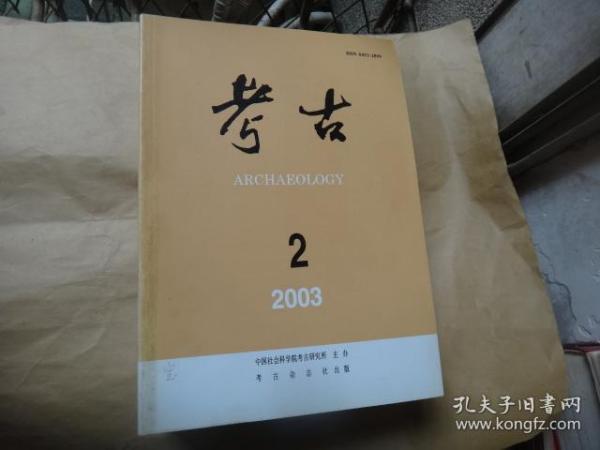 考古
ARCHAEOLOGY
2
2003
中国社会科学院考古研究所 主办
考古杂志社出版
孔夫子旧书网
www.kongfz.com